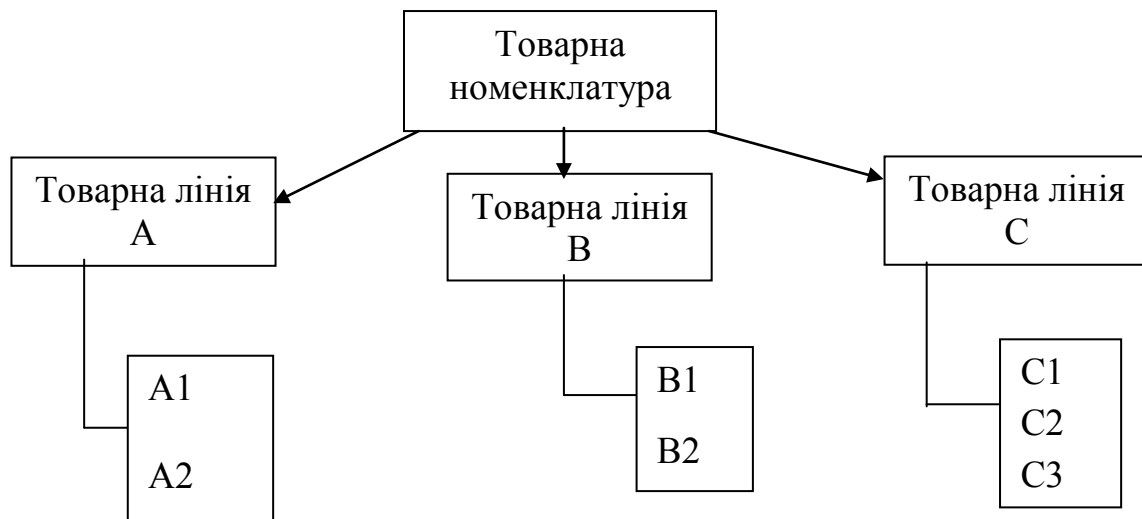 Товарна
номенклатура
Товарна лінія
А
Товарна лінія
В
Товарна лінія
С
А1
А2
В1
В2
С1
С2
С3